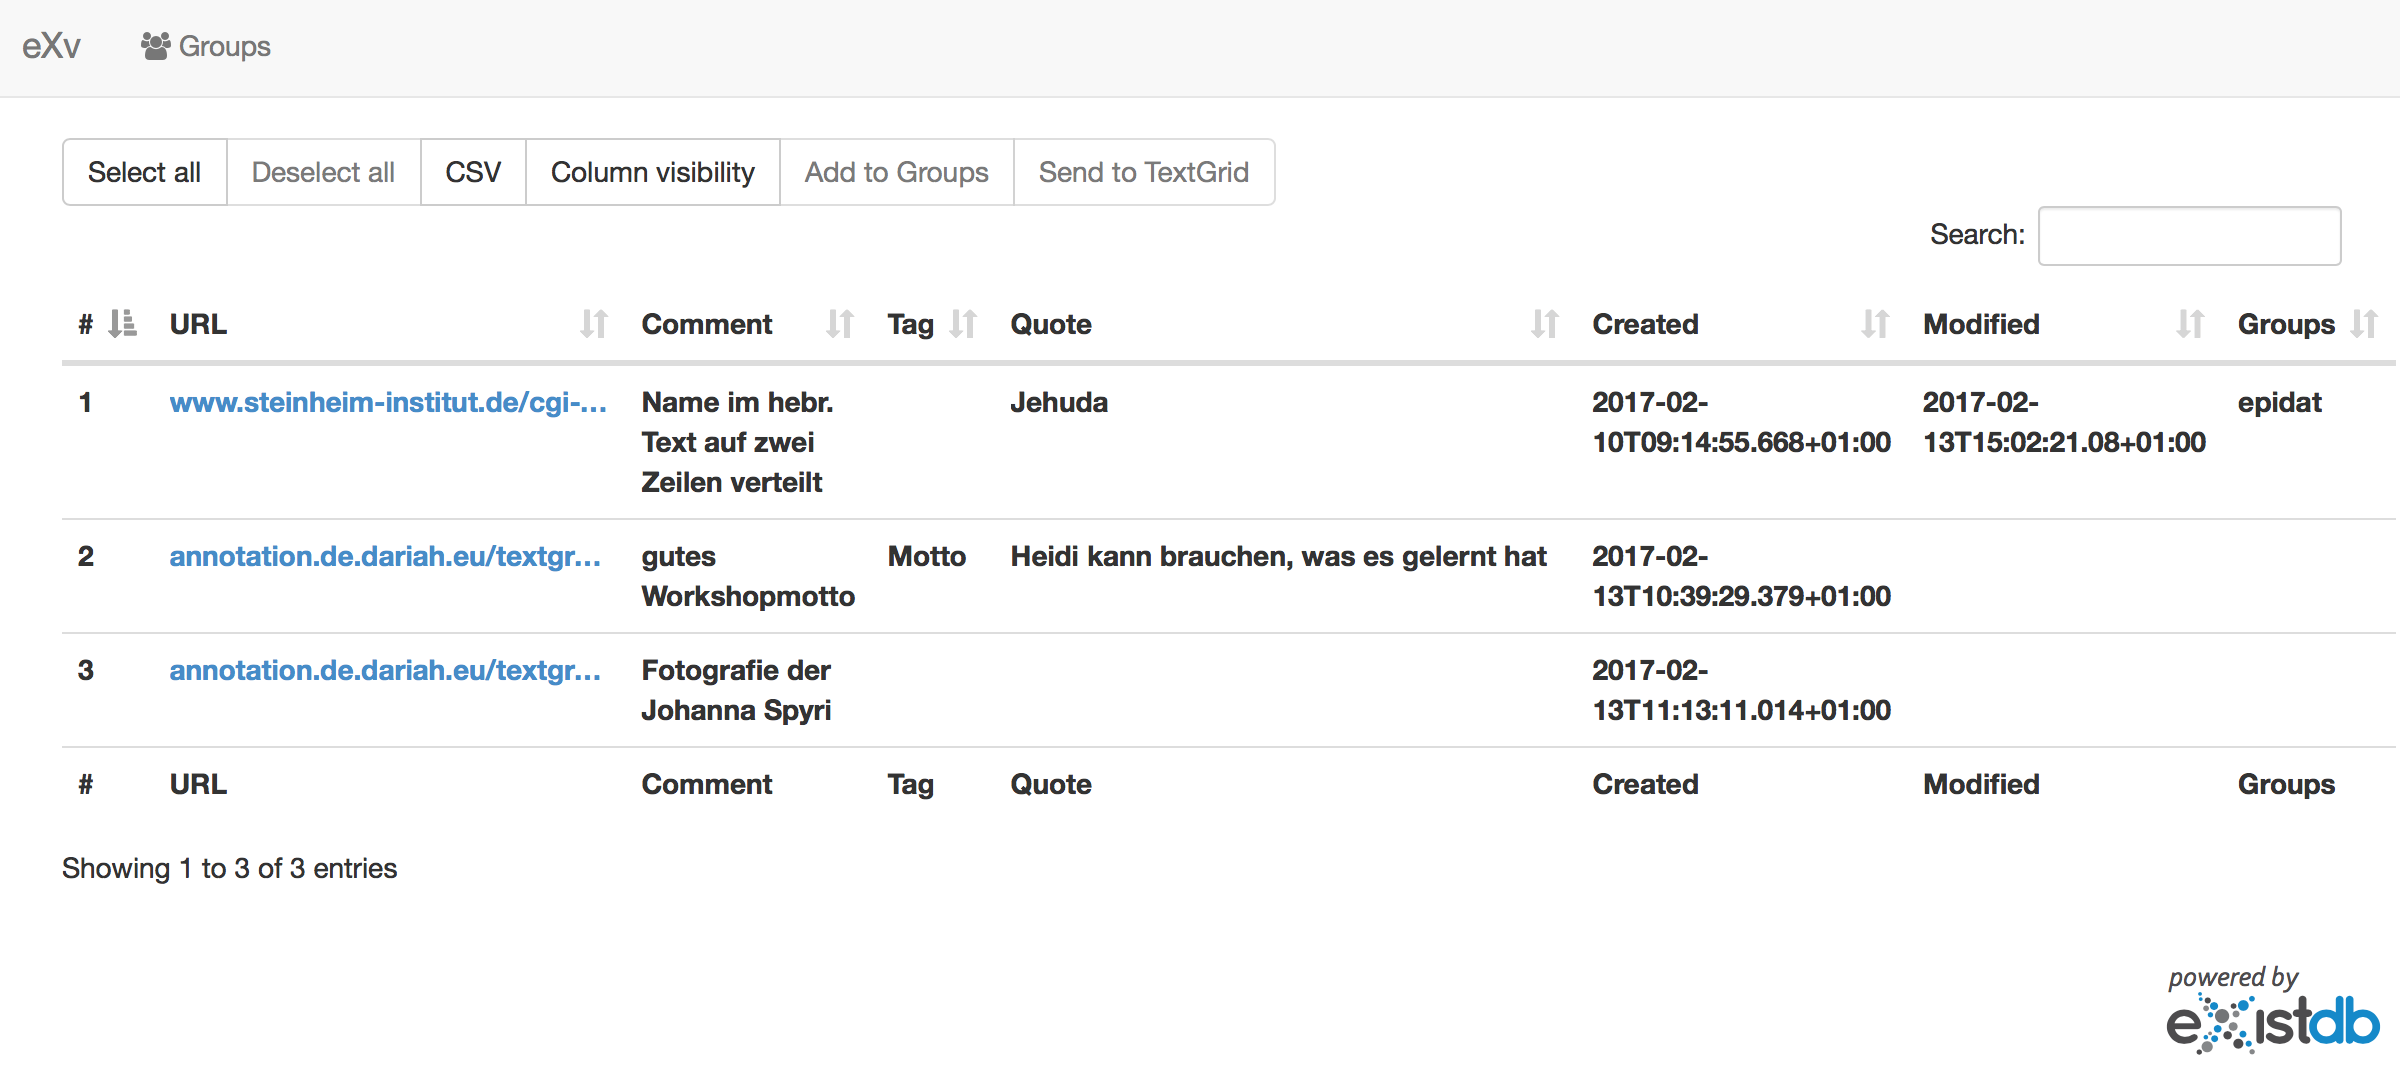 eXv Groups
Select all Deselect all CSV Column visibility Add to Groups Send to TextGrid
Search:
# URL Comment Tag Quote Created Modified Groups
1 www.steinheim-institut.de/cgi-... Name im hebr. Jehuda 2017-02- 2017-02- epidat
Text auf zwei 10T09:14:55.668+01:00 13T15:02:21.08+01:00
Zeilen verteilt
2 annotation.de.dariah.eu/textgr... gutes Motto Heidi kann brauchen, was es gelernt hat 2017-02-
Workshopmotto 13T10:39:29.379+01:00
3 annotation.de.dariah.eu/textgr... Fotografie der 2017-02-
Johanna Spyri 13T11:13:11.014+01:00
# URL Comment Tag Quote Created Modified Groups
Showing 1 to 3 of 3 entries
powered by
eXistdb